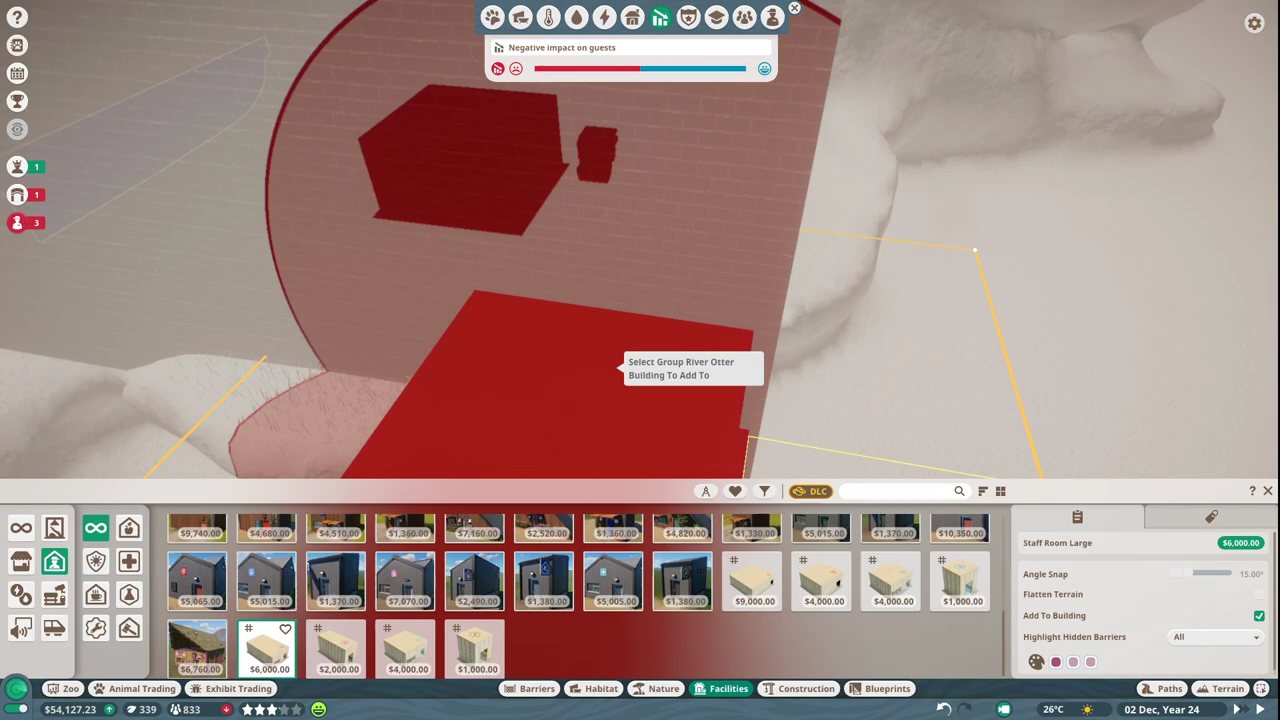 ?
Negative impact on guests
1
1
3
Select Group River Otter
Building To Add To
DLC
?
$9,740.00
$4,680.00
$4,510.00
$1,360.00
$7,160.00
$2,520.00
$1,360.00
$4,820.00
$1,330.00
$5,015.00
$1,370.00
$10,350.00
$5,065.00
$5,015.00
$1,370.00
$7,070.00
$2,490.00
$1,380.00
$5,005.00
$1,380.00
$9,000.00
$4,000.00
$4,000.00
$1,000.00
$6,760.00
$6,000.00
$2,000.00
$4,000.00
$1,000.00
Staff Room Large
$6,000.00
Angle Snap
15.00°
Flatten Terrain
Add To Building
Highlight Hidden Barriers
All
Zoo
Animal Trading
Exhibit Trading
Barriers
Habitat
Nature
Facilities
Construction
Blueprints
Paths
Terrain
$54,127.23
339
833
26°C
02 Dec, Year 24